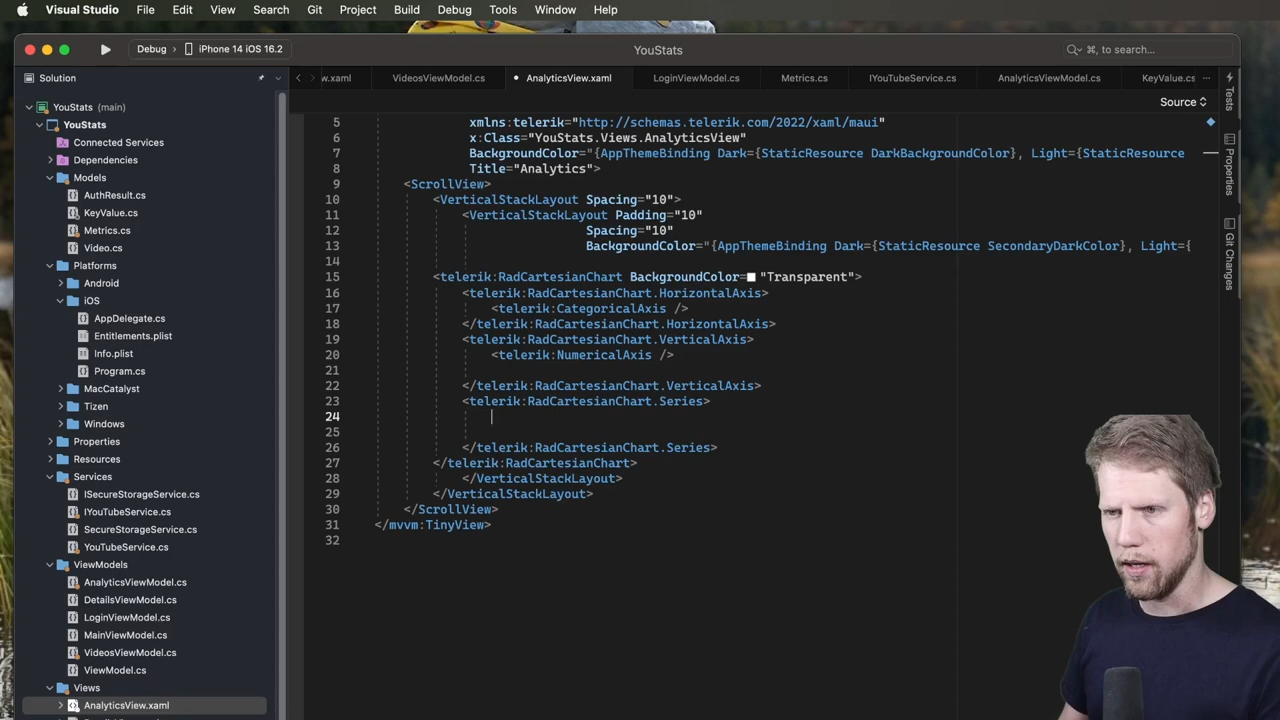 Visual Studio File Edit View Search Git Project Build Debug Tools Window Help
Debug > iPhone 14 iOS 16.2
YouStats
⌘, to search...
Solution
w.xaml VideosViewModel.cs AnalyticsView.xaml LoginViewModel.cs Metrics.cs IYouTubeService.cs AnalyticsViewModel.cs KeyValue.cs
Source
YouStats (main)
YouStats
Connected Services
Dependencies
Models
AuthResult.cs
KeyValue.cs
Metrics.cs
Video.cs
Platforms
Android
iOS
AppDelegate.cs
Entitlements.plist
Info.plist
Program.cs
MacCatalyst
Tizen
Windows
Properties
Resources
Services
ISecureStorageService.cs
IYouTubeService.cs
SecureStorageService.cs
YouTubeService.cs
ViewModels
AnalyticsViewModel.cs
DetailsViewModel.cs
LoginViewModel.cs
MainViewModel.cs
VideosViewModel.cs
ViewModel.cs
Views
AnalyticsView.xaml
5 xmlns:telerik="http://schemas.telerik.com/2022/xaml/maui"
6 x:Class="YouStats.Views.AnalyticsView"
7 BackgroundColor="{AppThemeBinding Dark={StaticResource DarkBackgroundColor}, Light={StaticResource
8 Title="Analytics">
9 <ScrollView>
10 <VerticalStackLayout Spacing="10">
11 <VerticalStackLayout Padding="10"
12 Spacing="10"
13 BackgroundColor="{AppThemeBinding Dark={StaticResource SecondaryDarkColor}, Light={
14
15 <telerik:RadCartesianChart BackgroundColor="Transparent">
16 <telerik:RadCartesianChart.HorizontalAxis>
17 <telerik:CategoricalAxis />
18 </telerik:RadCartesianChart.HorizontalAxis>
19 <telerik:RadCartesianChart.VerticalAxis>
20 <telerik:NumericalAxis />
21
22 </telerik:RadCartesianChart.VerticalAxis>
23 <telerik:RadCartesianChart.Series>
24
25
26 </telerik:RadCartesianChart.Series>
27 </telerik:RadCartesianChart>
28 </VerticalStackLayout>
29 </VerticalStackLayout>
30 </ScrollView>
31 </mvvm:TinyView>
32
Tests
Properties
Git Changes